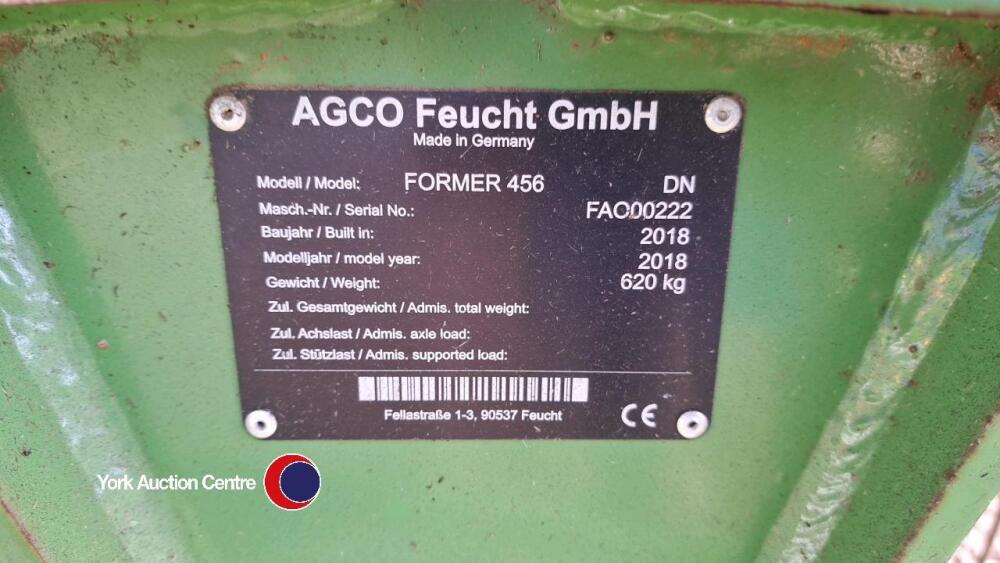 AGCO Feucht GmbH
Made in Germany
Modell / Model: FORMER 456 DN
Masch.-Nr. / Serial No.: FAC00222
Baujahr / Built in: 2018
Modelljahr / model year: 2018
Gewicht / Weight: 620 kg
Zul. Gesamtgewicht / Admis. total weight:
Zul. Achslast / Admis. axle load:
Zul. Stützlast / Admis. supported load:
Fellastraße 1-3, 90537 Feucht CE
York Auction Centre